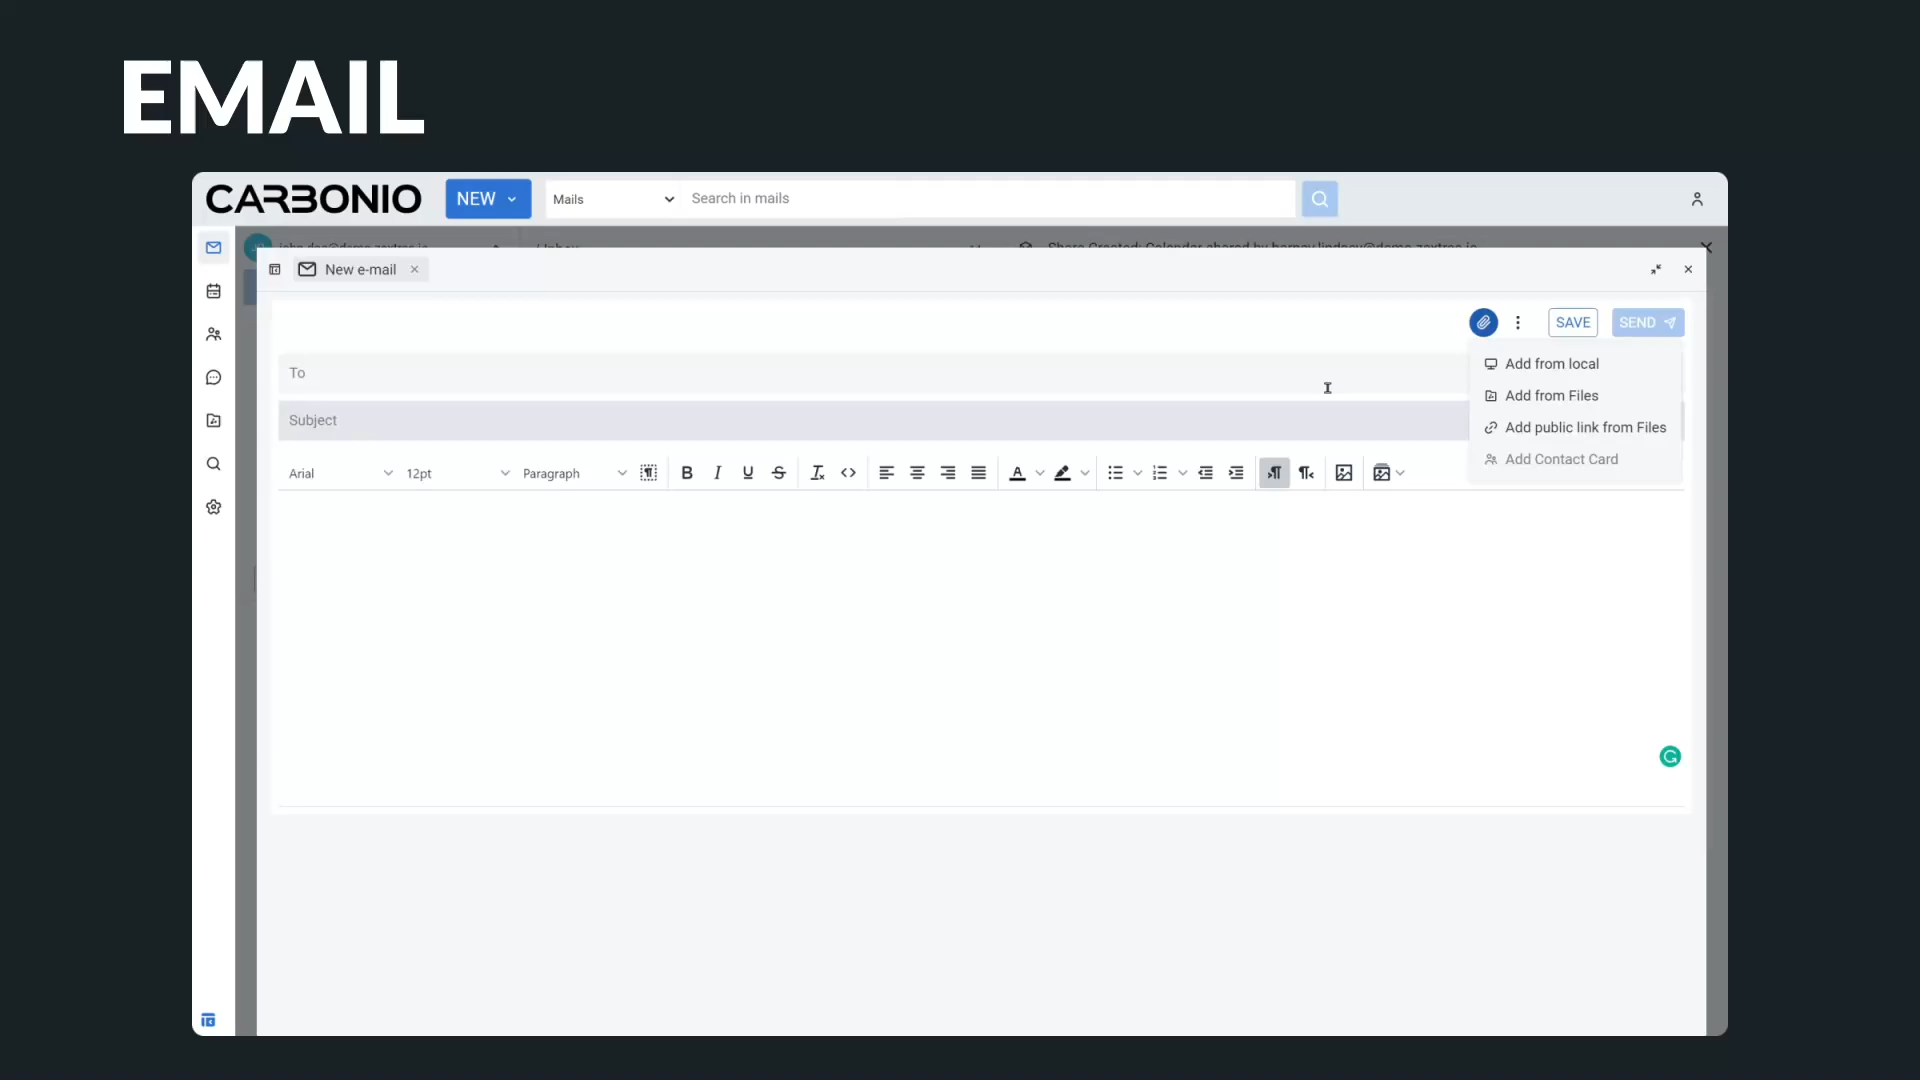 EMAIL
CARBONIO
NEW
Mails
Search in mails
New e-mail
SAVE
SEND
To
Subject
Add from local
Add from Files
Add public link from Files
Add Contact Card
Arial
12pt
Paragraph